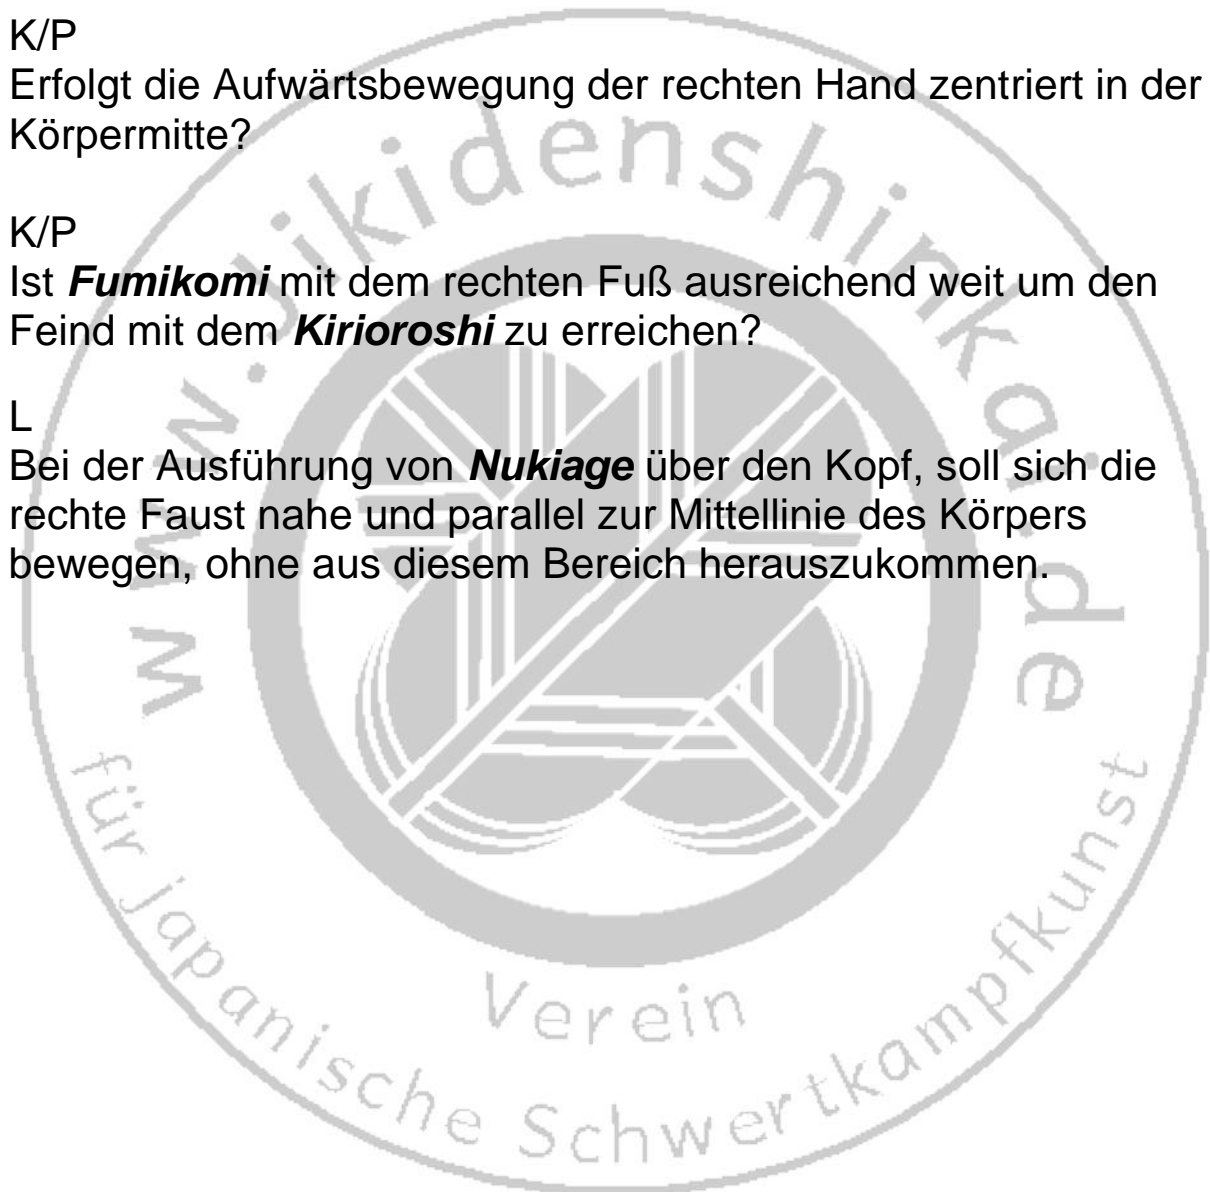 K/P
Erfolgt die Aufwärtsbewegung der rechten Hand zentriert in der
Körpermitte?
K/P
Ist Fumikomi mit dem rechten Fuß ausreichend weit um den
Feind mit dem Kirioroshi zu erreichen?
L
Bei der Ausführung von Nukiage über den Kopf, soll sich die
rechte Faust nahe und parallel zur Mittellinie des Körpers
bewegen, ohne aus diesem Bereich herauszukommen.
www.jikidenshinkai.de
Verein
für japanische Schwertkampfkunst